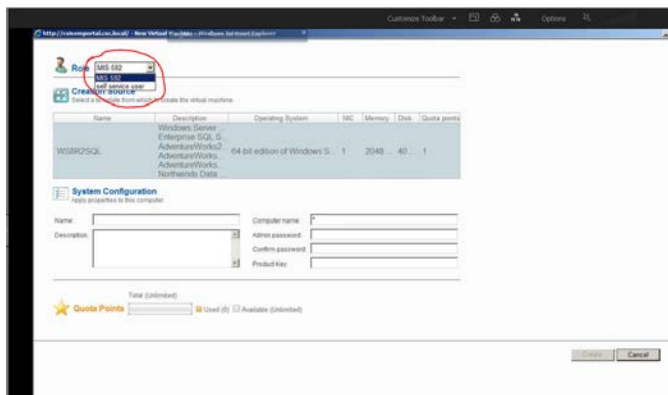 Customize Toolbar
Options
http://csivemportal.csc.local/ - New Virtual Machine - Windows Internet Explorer
Role
MIS 592
MIS 592
self service user
Creation Source
Select a template from which to create the virtual machine.
Name Description Operating System NIC Memory Disk Quota points
WS8R2SQL
Windows Server ...
Enterprise SQL S...
AdventureWorks2...
AdventureWorks...
AdventureWorks...
Northwinds Data ...
64-bit edition of Windows S... 1 2048 ... 40 ... 1
System Configuration
Apply properties to this computer.
Name:
Computer name: *
Description:
Admin password:
Confirm password:
Product Key:
Total (Unlimited)
Quota Points
Used (0) Available (Unlimited)
Create Cancel